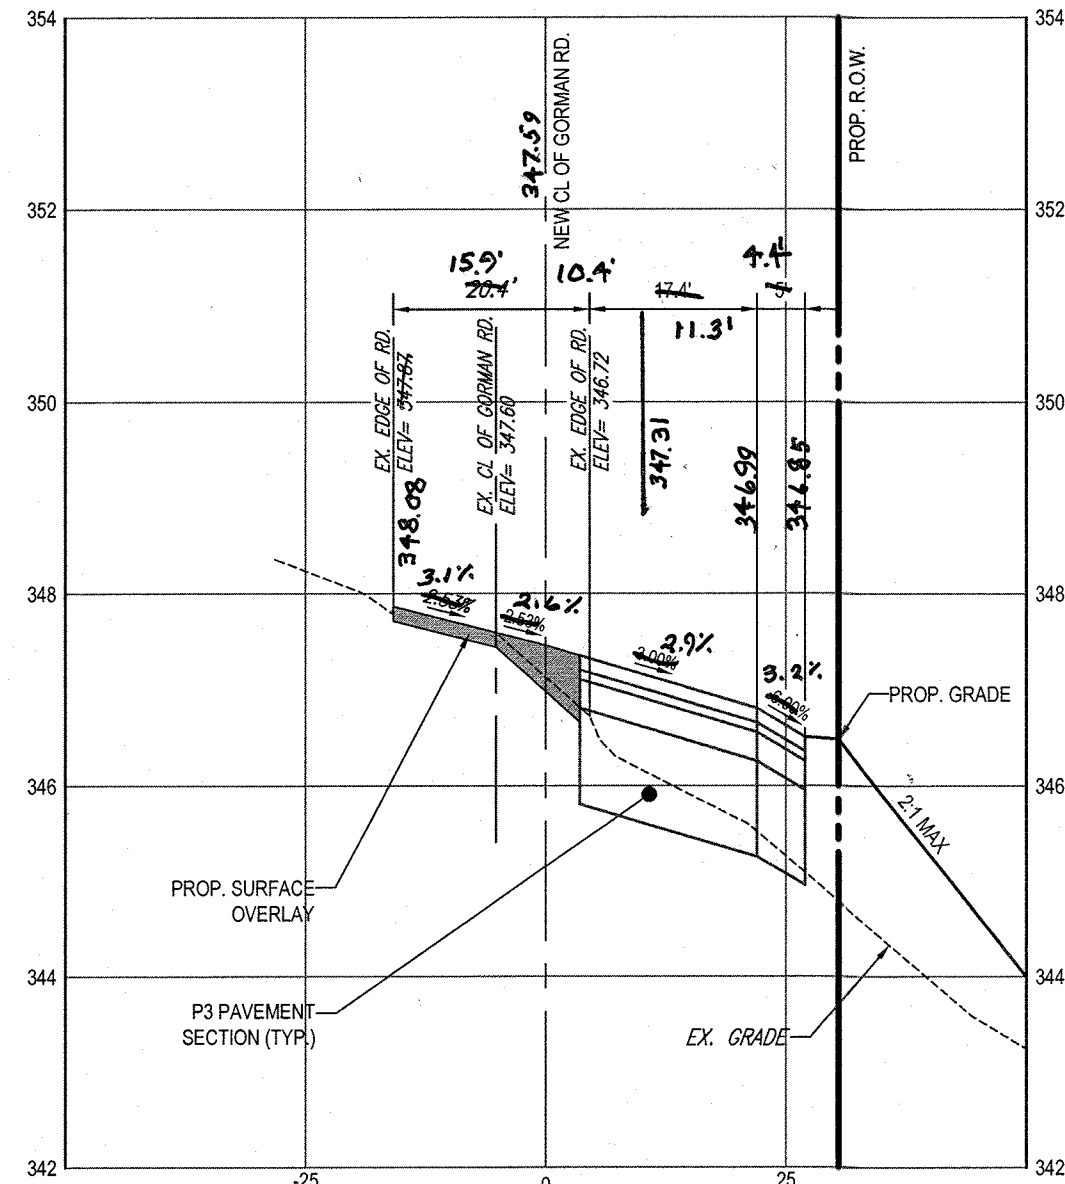 354
354
PROP. R.O.W.
NEW CL OF GORMAN RD.
347.59
352
352
15.9'
20.4'
10.4'
17.4'
11.3'
4.4'
5'
EX. EDGE OF RD.
ELEV= 347.87
348.08
EX. CL OF GORMAN RD.
ELEV= 347.60
EX. EDGE OF RD.
ELEV= 346.72
347.31
346.99
346.85
350
350
348
348
3.1%
2.53%
2.6%
2.53%
2.9%
3.00%
3.2%
6.00%
PROP. GRADE
346
346
2:1 MAX
PROP. SURFACE
OVERLAY
344
344
P3 PAVEMENT
SECTION (TYP.)
EX. GRADE
342
342
-25
0
25